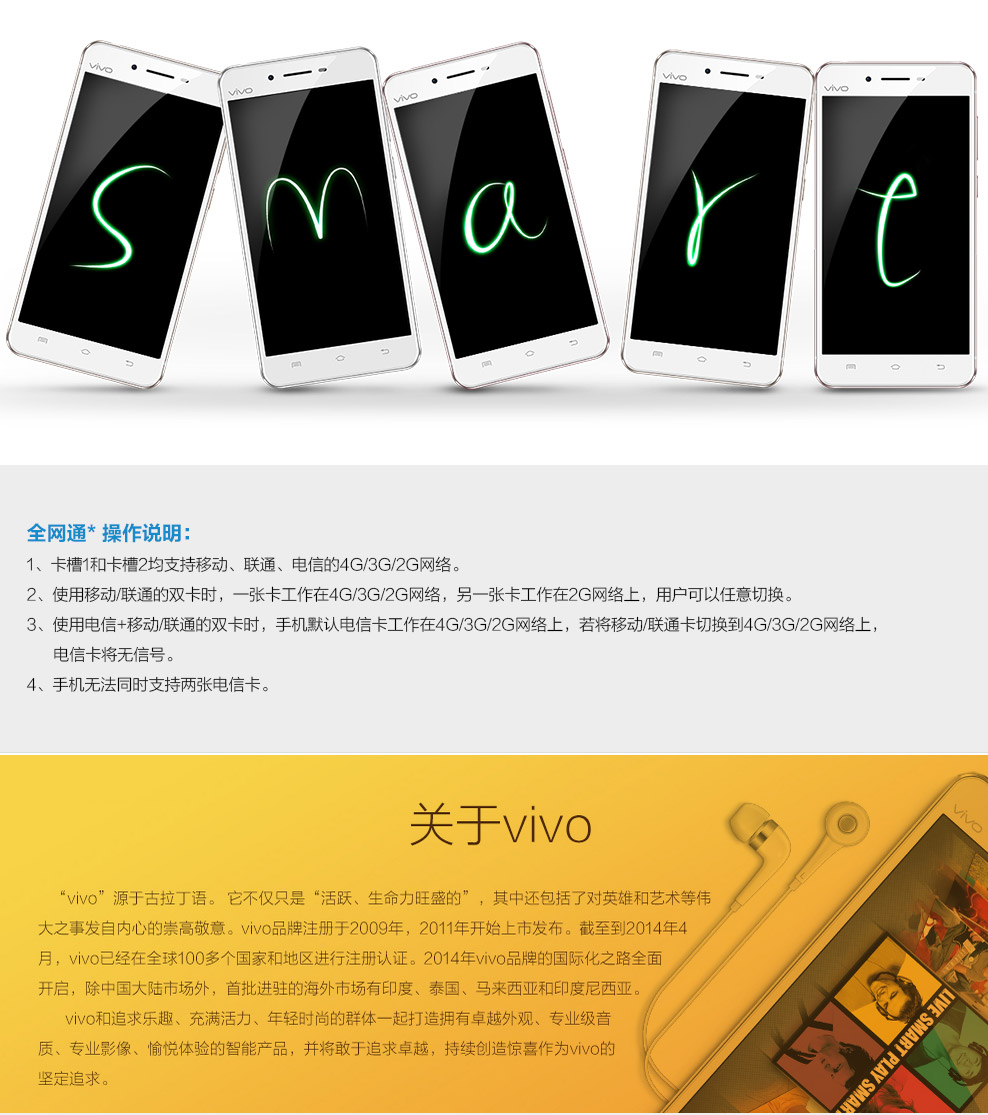 vivo
vivo
vivo
vivo
vivo
s
m
a
r
t
全网通* 操作说明：
1、卡槽1和卡槽2均支持移动、联通、电信的4G/3G/2G网络。
2、使用移动/联通的双卡时，一张卡工作在4G/3G/2G网络，另一张卡工作在2G网络上，用户可以任意切换。
3、使用电信+移动/联通的双卡时，手机默认电信卡工作在4G/3G/2G网络上，若将移动/联通卡切换到4G/3G/2G网络上，
电信卡将无信号。
4、手机无法同时支持两张电信卡。
关于vivo
“vivo”源于古拉丁语。它不仅只是“活跃、生命力旺盛的”，其中还包括了对英雄和艺术等伟
大之事发自内心的崇高敬意。vivo品牌注册于2009年，2011年开始上市发布。截至到2014年4
月，vivo已经在全球100多个国家和地区进行注册认证。2014年vivo品牌的国际化之路全面
开启，除中国大陆市场外，首批进驻的海外市场有印度、泰国、马来西亚和印度尼西亚。
vivo和追求乐趣、充满活力、年轻时尚的群体一起打造拥有卓越外观、专业级音
质、专业影像、愉悦体验的智能产品，并将敢于追求卓越，持续创造惊喜作为vivo的
坚定追求。
vivo
LIVE SMART PLAY SMART